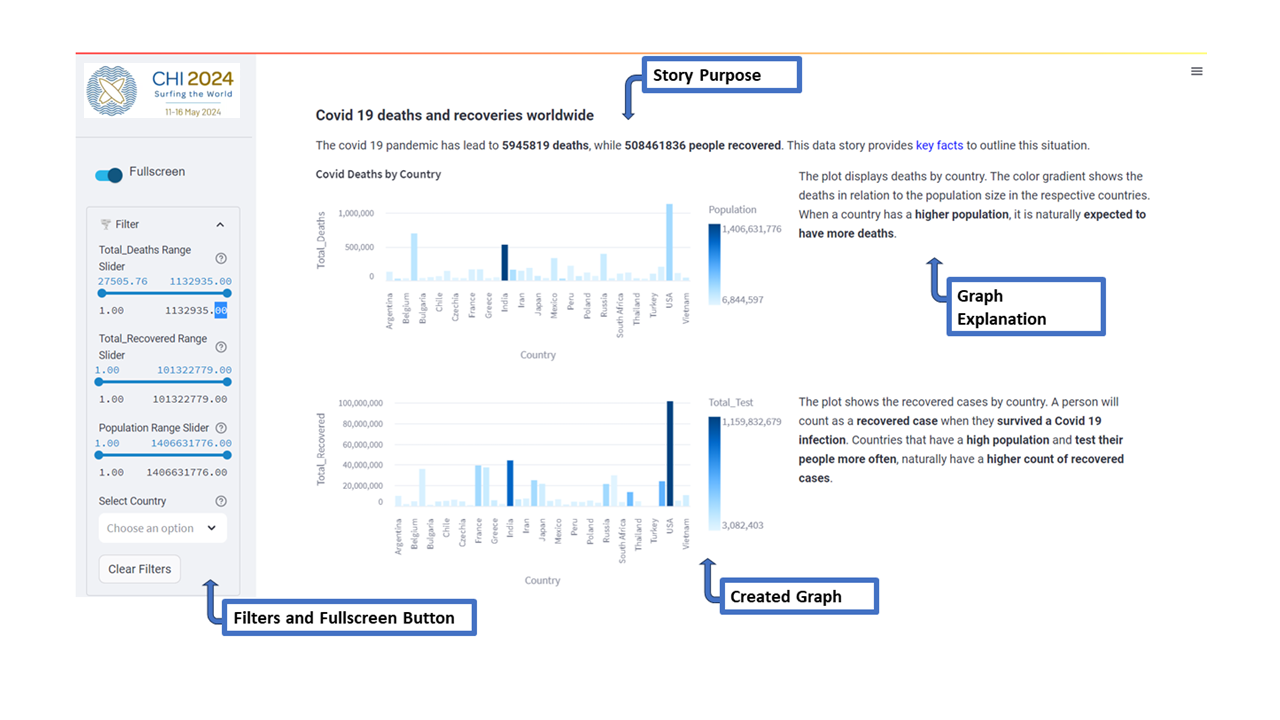 CHI 2024
Surfing the World
11-16 May 2024
Fullscreen
Filter
Total_Deaths Range
Slider
27505.76 1132935.00
1.00 1132935.00
Total_Recovered Range
Slider
1.00 101322779.00
1.00 101322779.00
Population Range Slider
1.00 1406631776.00
1.00 1406631776.00
Select Country
Choose an option
Clear Filters
Filters and Fullscreen Button
Story Purpose
Covid 19 deaths and recoveries worldwide
The covid 19 pandemic has lead to 5945819 deaths, while 508461836 people recovered. This data story provides key facts to outline this situation.
Covid Deaths by Country
Total_Deaths
1,000,000
500,000
0
Argentina
Belgium
Bulgaria
Chile
Czechia
France
Greece
India
Iran
Japan
Mexico
Peru
Poland
Russia
South Africa
Thailand
Turkey
USA
Vietnam
Country
Population
1,406,631,776
6,844,597
The plot displays deaths by country. The color gradient shows the
deaths in relation to the population size in the respective countries.
When a country has a higher population, it is naturally expected to
have more deaths.
Graph
Explanation
Total_Recovered
100,000,000
80,000,000
60,000,000
40,000,000
20,000,000
0
Argentina
Belgium
Bulgaria
Chile
Czechia
France
Greece
India
Iran
Japan
Mexico
Peru
Poland
Russia
South Africa
Thailand
Turkey
USA
Vietnam
Country
Total_Test
1,159,832,679
3,082,403
The plot shows the recovered cases by country. A person will
count as a recovered case when they survived a Covid 19
infection. Countries that have a high population and test their
people more often, naturally have a higher count of recovered
cases.
Created Graph